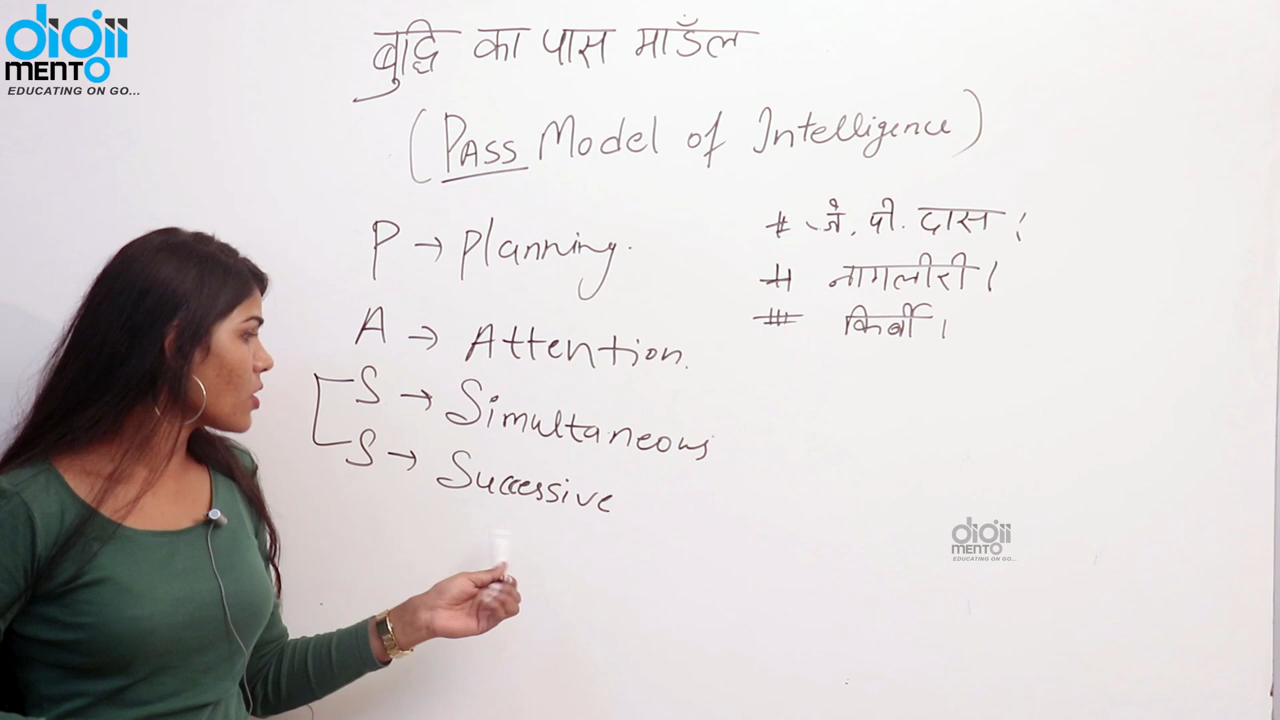 digii
MENTO
EDUCATING ON GO...
बुद्धि का पास मॉडल
(PASS Model of Intelligence)
P → Planning.
A → Attention.
S → Simultaneous
S → Successive
# जे. पी. दास ।
# नागलीरी ।
# किर्बी ।
digii
MENTO
EDUCATING ON GO...